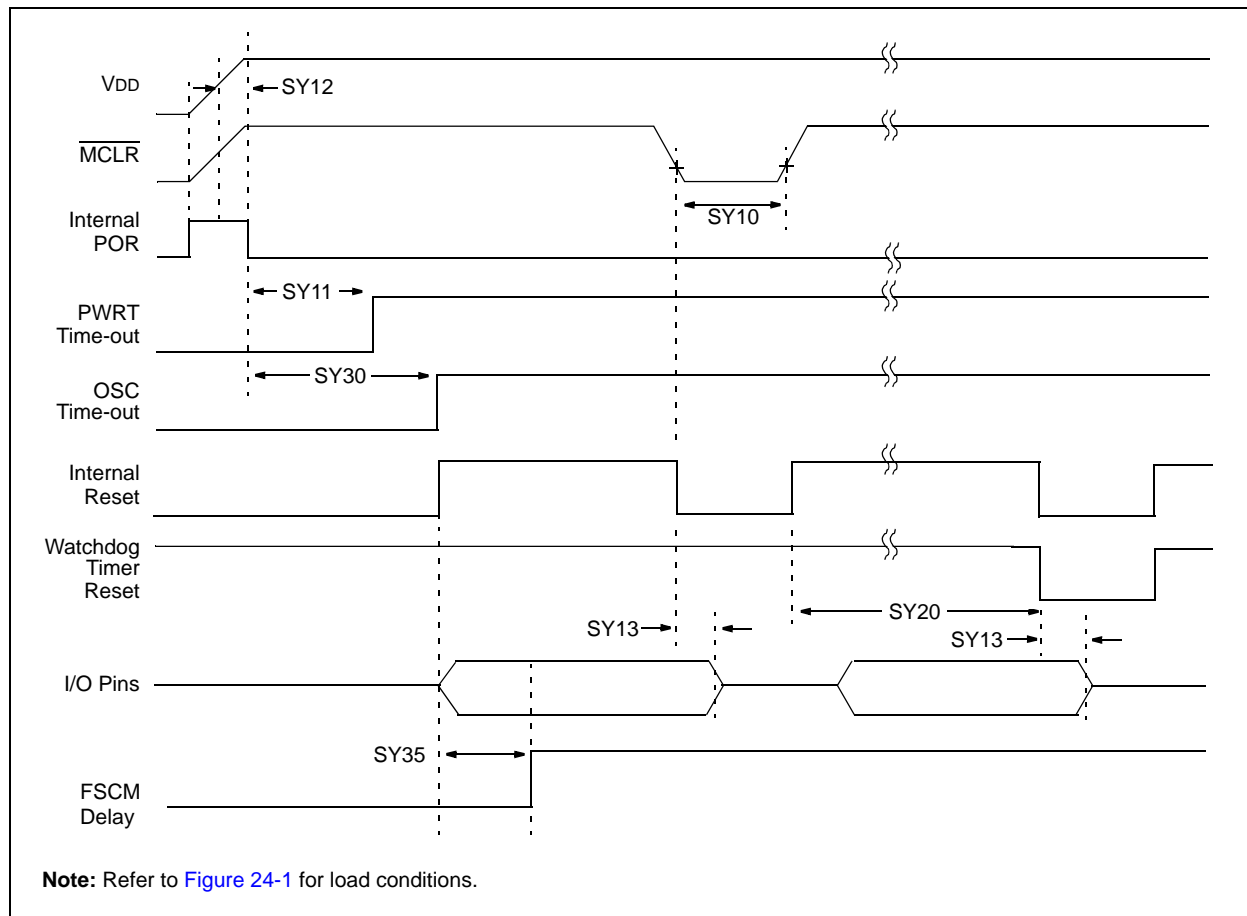 VDD
SY12
MCLR
SY10
Internal
POR
SY11
PWRT
Time-out
SY30
OSC
Time-out
Internal
Reset
Watchdog
Timer
Reset
SY20
SY13
SY13
I/O Pins
SY35
FSCM
Delay
Note: Refer to Figure 24-1 for load conditions.